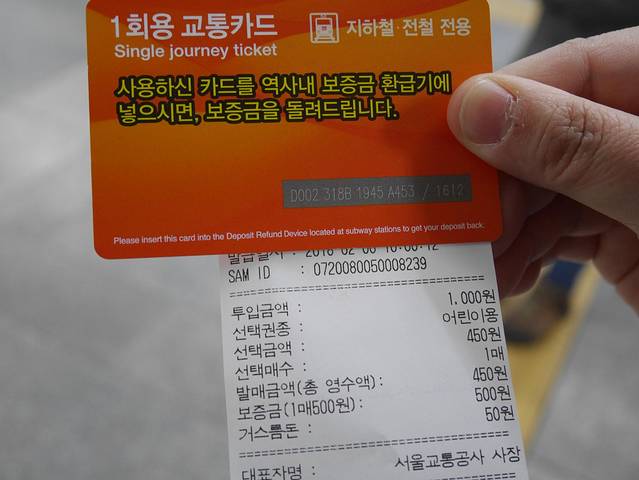 1회용 교통카드
지하철·전철 전용
Single journey ticket
사용하신 카드를 역사내 보증금 환급기에
넣으시면, 보증금을 돌려드립니다.
D002 318B 1945 A453 / 1612
Please insert this card into the Deposit Refund Device located at subway stations to get your deposit back.
SAM ID : 0720080050008239
투입금액 : 1,000원
선택권종 : 어린이용
선택금액 : 450원
선택매수 : 1매
발매금액(총 영수액) : 450원
보증금(1매500원) : 500원
거스름돈 : 50원
대표자명 : 서울교통공사 사장